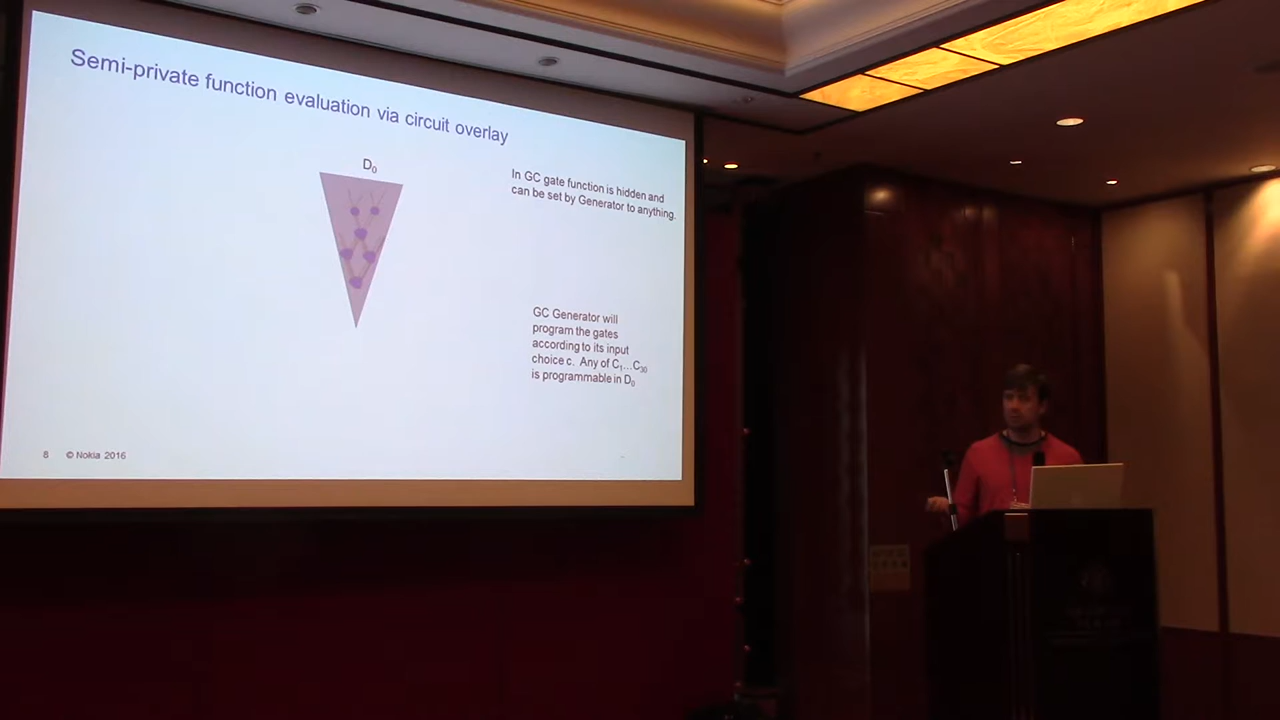 Semi-private function evaluation via circuit overlay
D₀
In GC gate function is hidden and
can be set by Generator to anything.
GC Generator will
program the gates
according to its input
choice c. Any of C₁...C₃₀
is programmable in D₀
8 © Nokia 2016